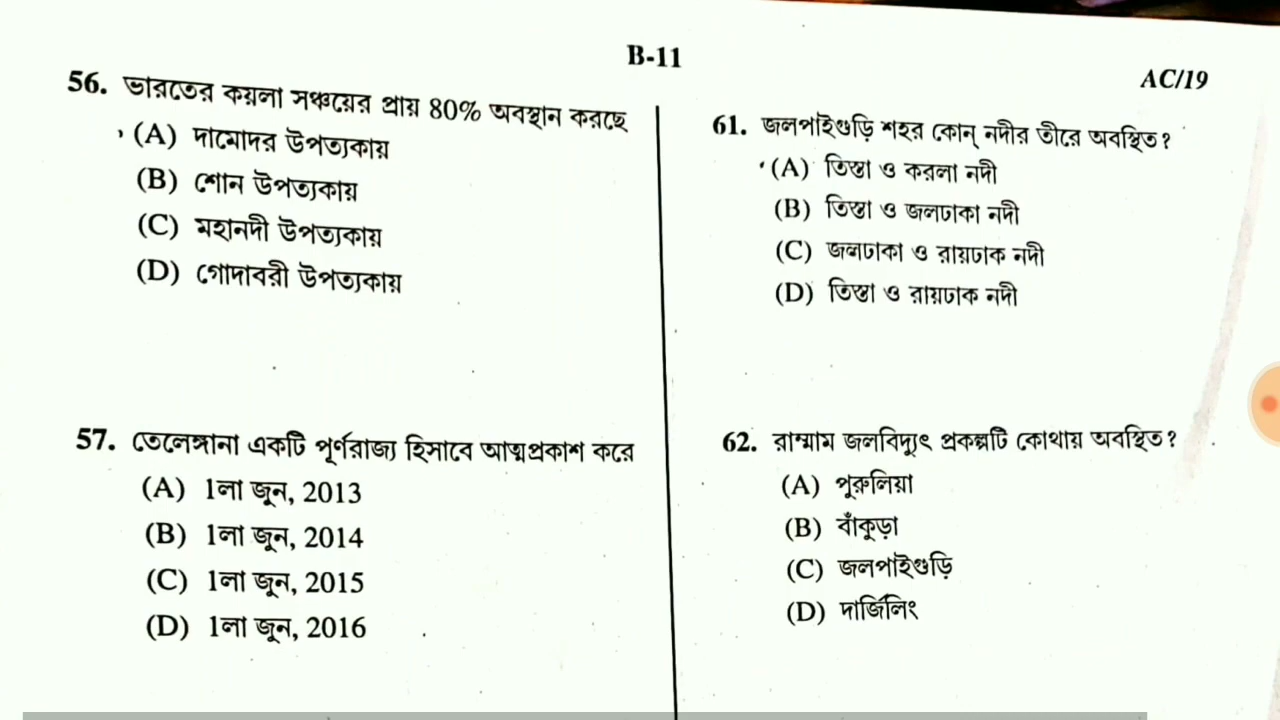 B-11
AC/19
56. ভারতের কয়লা সঞ্চয়ের প্রায় 80% অবস্থান করছে
(A) দামোদর উপত্যকায়
(B) শোন উপত্যকায়
(C) মহানদী উপত্যকায়
(D) গোদাবরী উপত্যকায়
57. তেলেঙ্গানা একটি পূর্ণরাজ্য হিসাবে আত্মপ্রকাশ করে
(A) 1লা জুন, 2013
(B) 1লা জুন, 2014
(C) 1লা জুন, 2015
(D) 1লা জুন, 2016
61. জলপাইগুড়ি শহর কোন্ নদীর তীরে অবস্থিত?
(A) তিস্তা ও করলা নদী
(B) তিস্তা ও জলঢাকা নদী
(C) জলঢাকা ও রায়ঢাক নদী
(D) তিস্তা ও রায়ঢাক নদী
62. রাম্মাম জলবিদ্যুৎ প্রকল্পটি কোথায় অবস্থিত?
(A) পুরুলিয়া
(B) বাঁকুড়া
(C) জলপাইগুড়ি
(D) দার্জিলিং